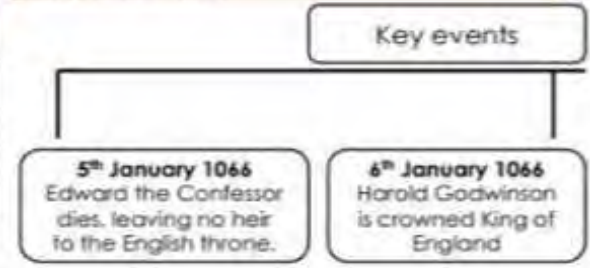 Key events
5th January 1066
Edward the Confessor
dies, leaving no heir
to the English throne.
6th January 1066
Harold Godwinson
is crowned King of
England